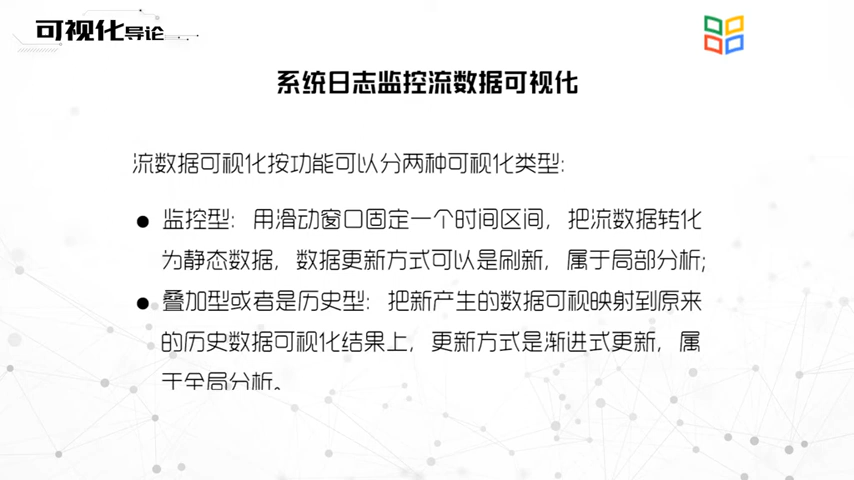 可视化导论
系统日志监控流数据可视化
流数据可视化按功能可以分两种可视化类型:
● 监控型: 用滑动窗口固定一个时间区间, 把流数据转化
为静态数据, 数据更新方式可以是刷新, 属于局部分析;
● 叠加型或者是历史型: 把新产生的数据可视映射到原来
的历史数据可视化结果上, 更新方式是渐进式更新, 属
于全局分析。